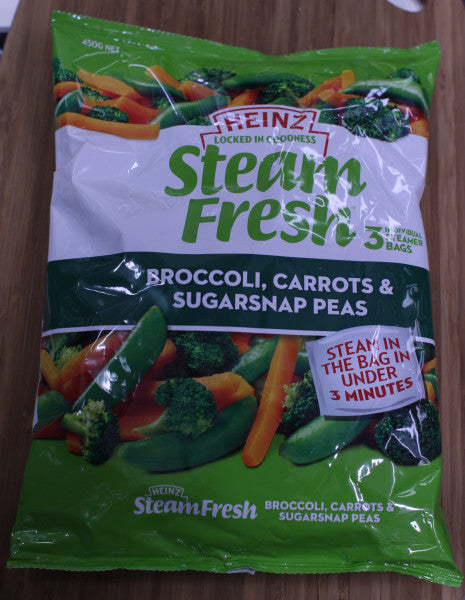 450G NET
HEINZ
LOCKED IN GOODNESS
Steam
Fresh
3 INDIVIDUAL
STEAMER
BAGS
BROCCOLI, CARROTS &
SUGARSNAP PEAS
STEAM IN
THE BAG IN
UNDER
3 MINUTES
HEINZ
SteamFresh
BROCCOLI, CARROTS &
SUGARSNAP PEAS